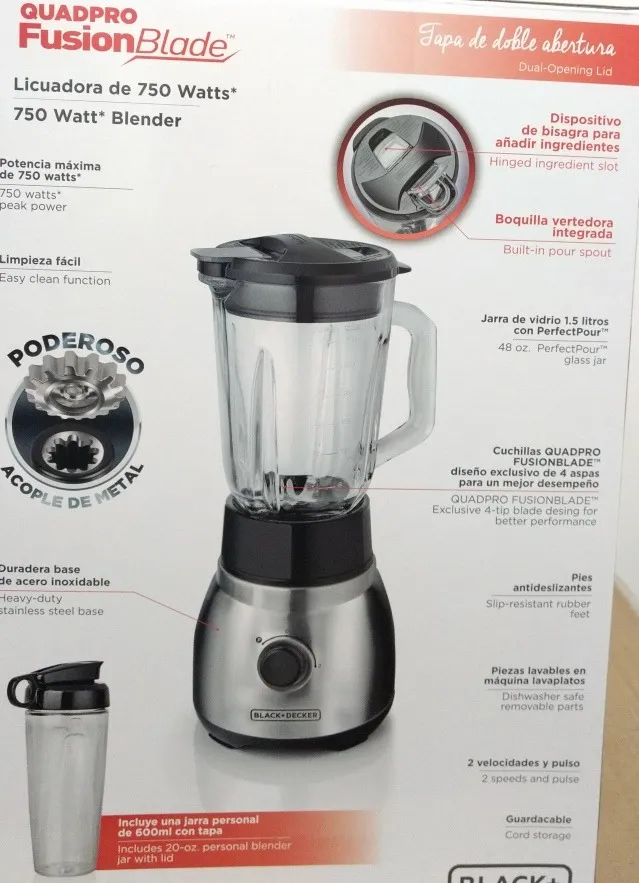 QUADPRO
FusionBlade™
Tapa de doble abertura
Dual-Opening Lid
Licuadora de 750 Watts*
750 Watt* Blender
Dispositivo
de bisagra para
añadir ingredientes
Hinged ingredient slot
Potencia máxima
de 750 watts*
750 watts*
peak power
Boquilla vertedora
integrada
Built-in pour spout
Limpieza fácil
Easy clean function
Jarra de vidrio 1.5 litros
con PerfectPour™
48 oz. PerfectPour™
glass jar
PODEROSO
ACOPLE DE METAL
Cuchillas QUADPRO
FUSIONBLADE™
diseño exclusivo de 4 aspas
para un mejor desempeño
QUADPRO FUSIONBLADE™
Exclusive 4-tip blade desing for
better performance
Duradera base
de acero inoxidable
Heavy-duty
stainless steel base
Pies
antideslizantes
Slip-resistant rubber
feet
P
2
BLACK+DECKER
Piezas lavables en
máquina lavaplatos
Dishwasher safe
removable parts
2 velocidades y pulso
2 speeds and pulse
Incluye una jarra personal
de 600ml con tapa
Includes 20-oz. personal blender
jar with lid
Guardacable
Cord storage
BLACK+